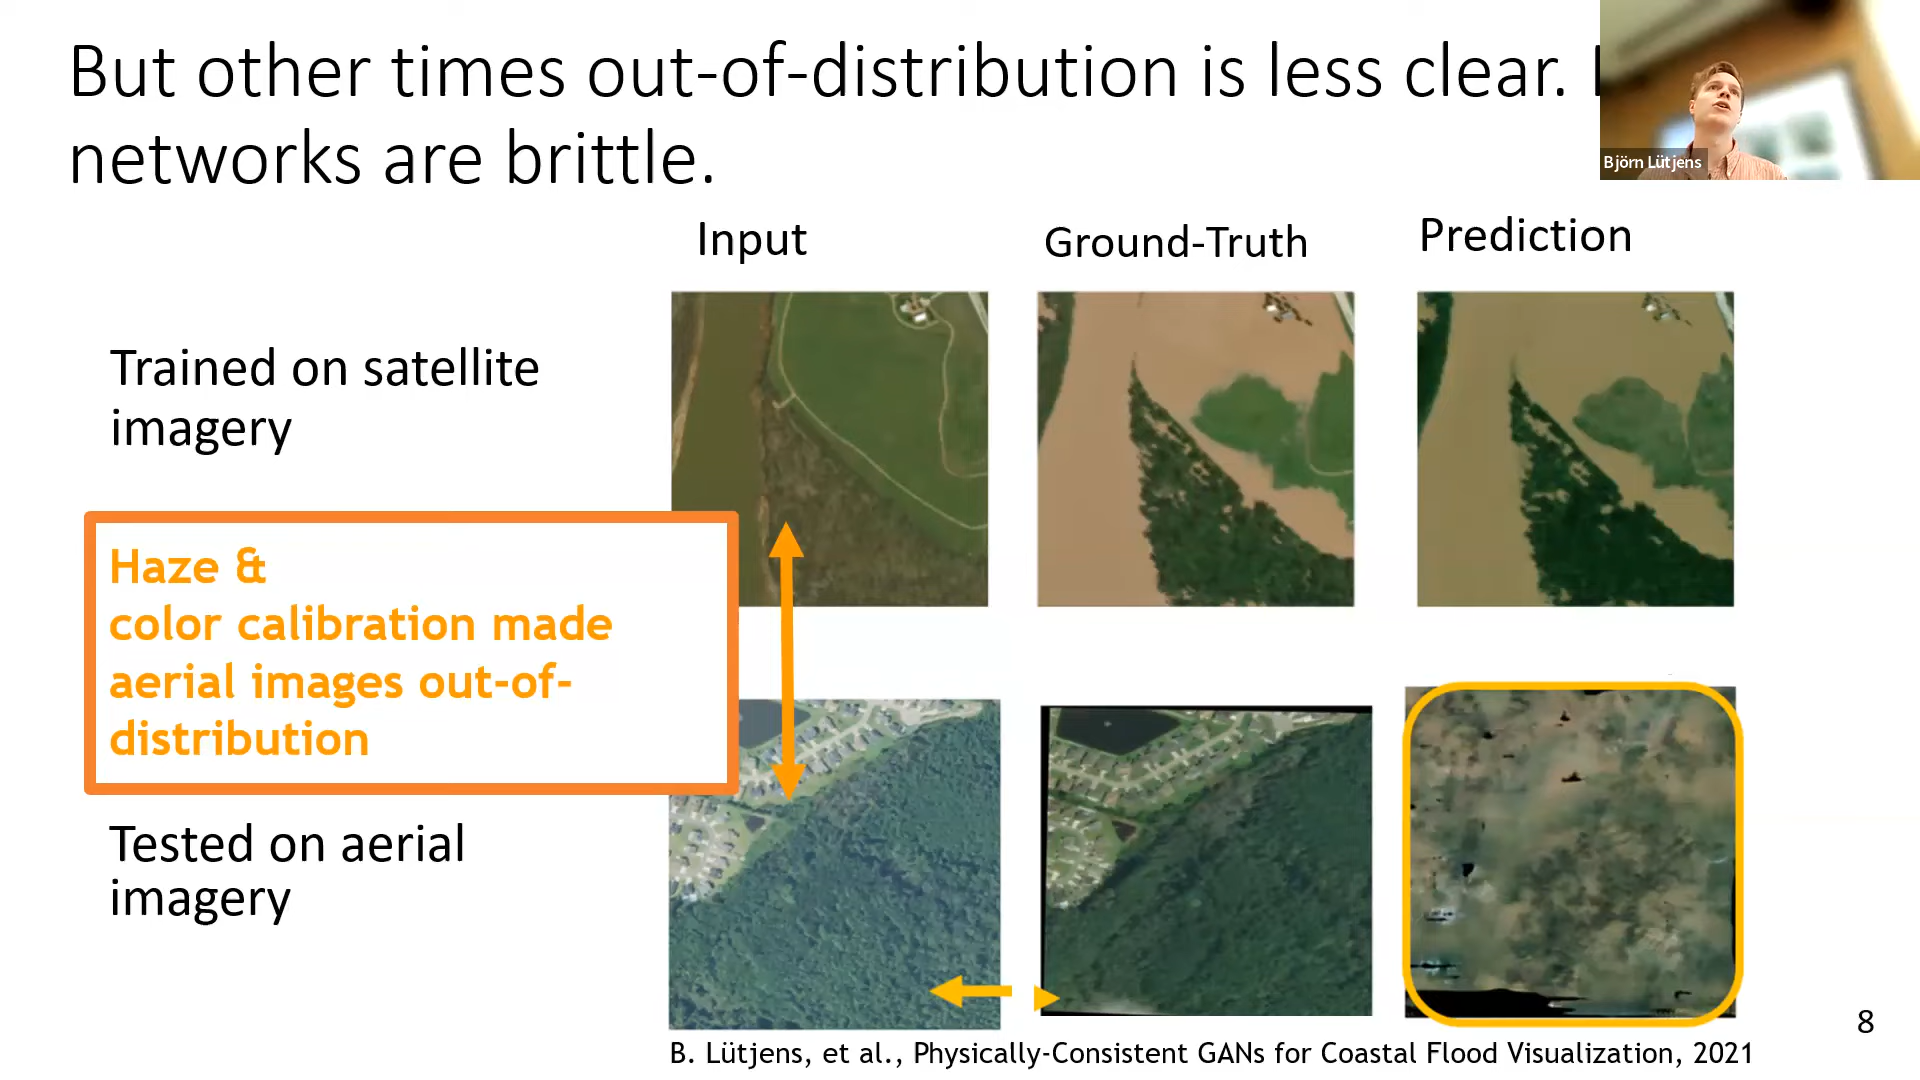 But other times out-of-distribution is less clear.
networks are brittle.
Björn Lütjens
Input
Ground-Truth
Prediction
Trained on satellite
imagery
Haze &
color calibration made
aerial images out-of-
distribution
Tested on aerial
imagery
8
B. Lütjens, et al., Physically-Consistent GANs for Coastal Flood Visualization, 2021